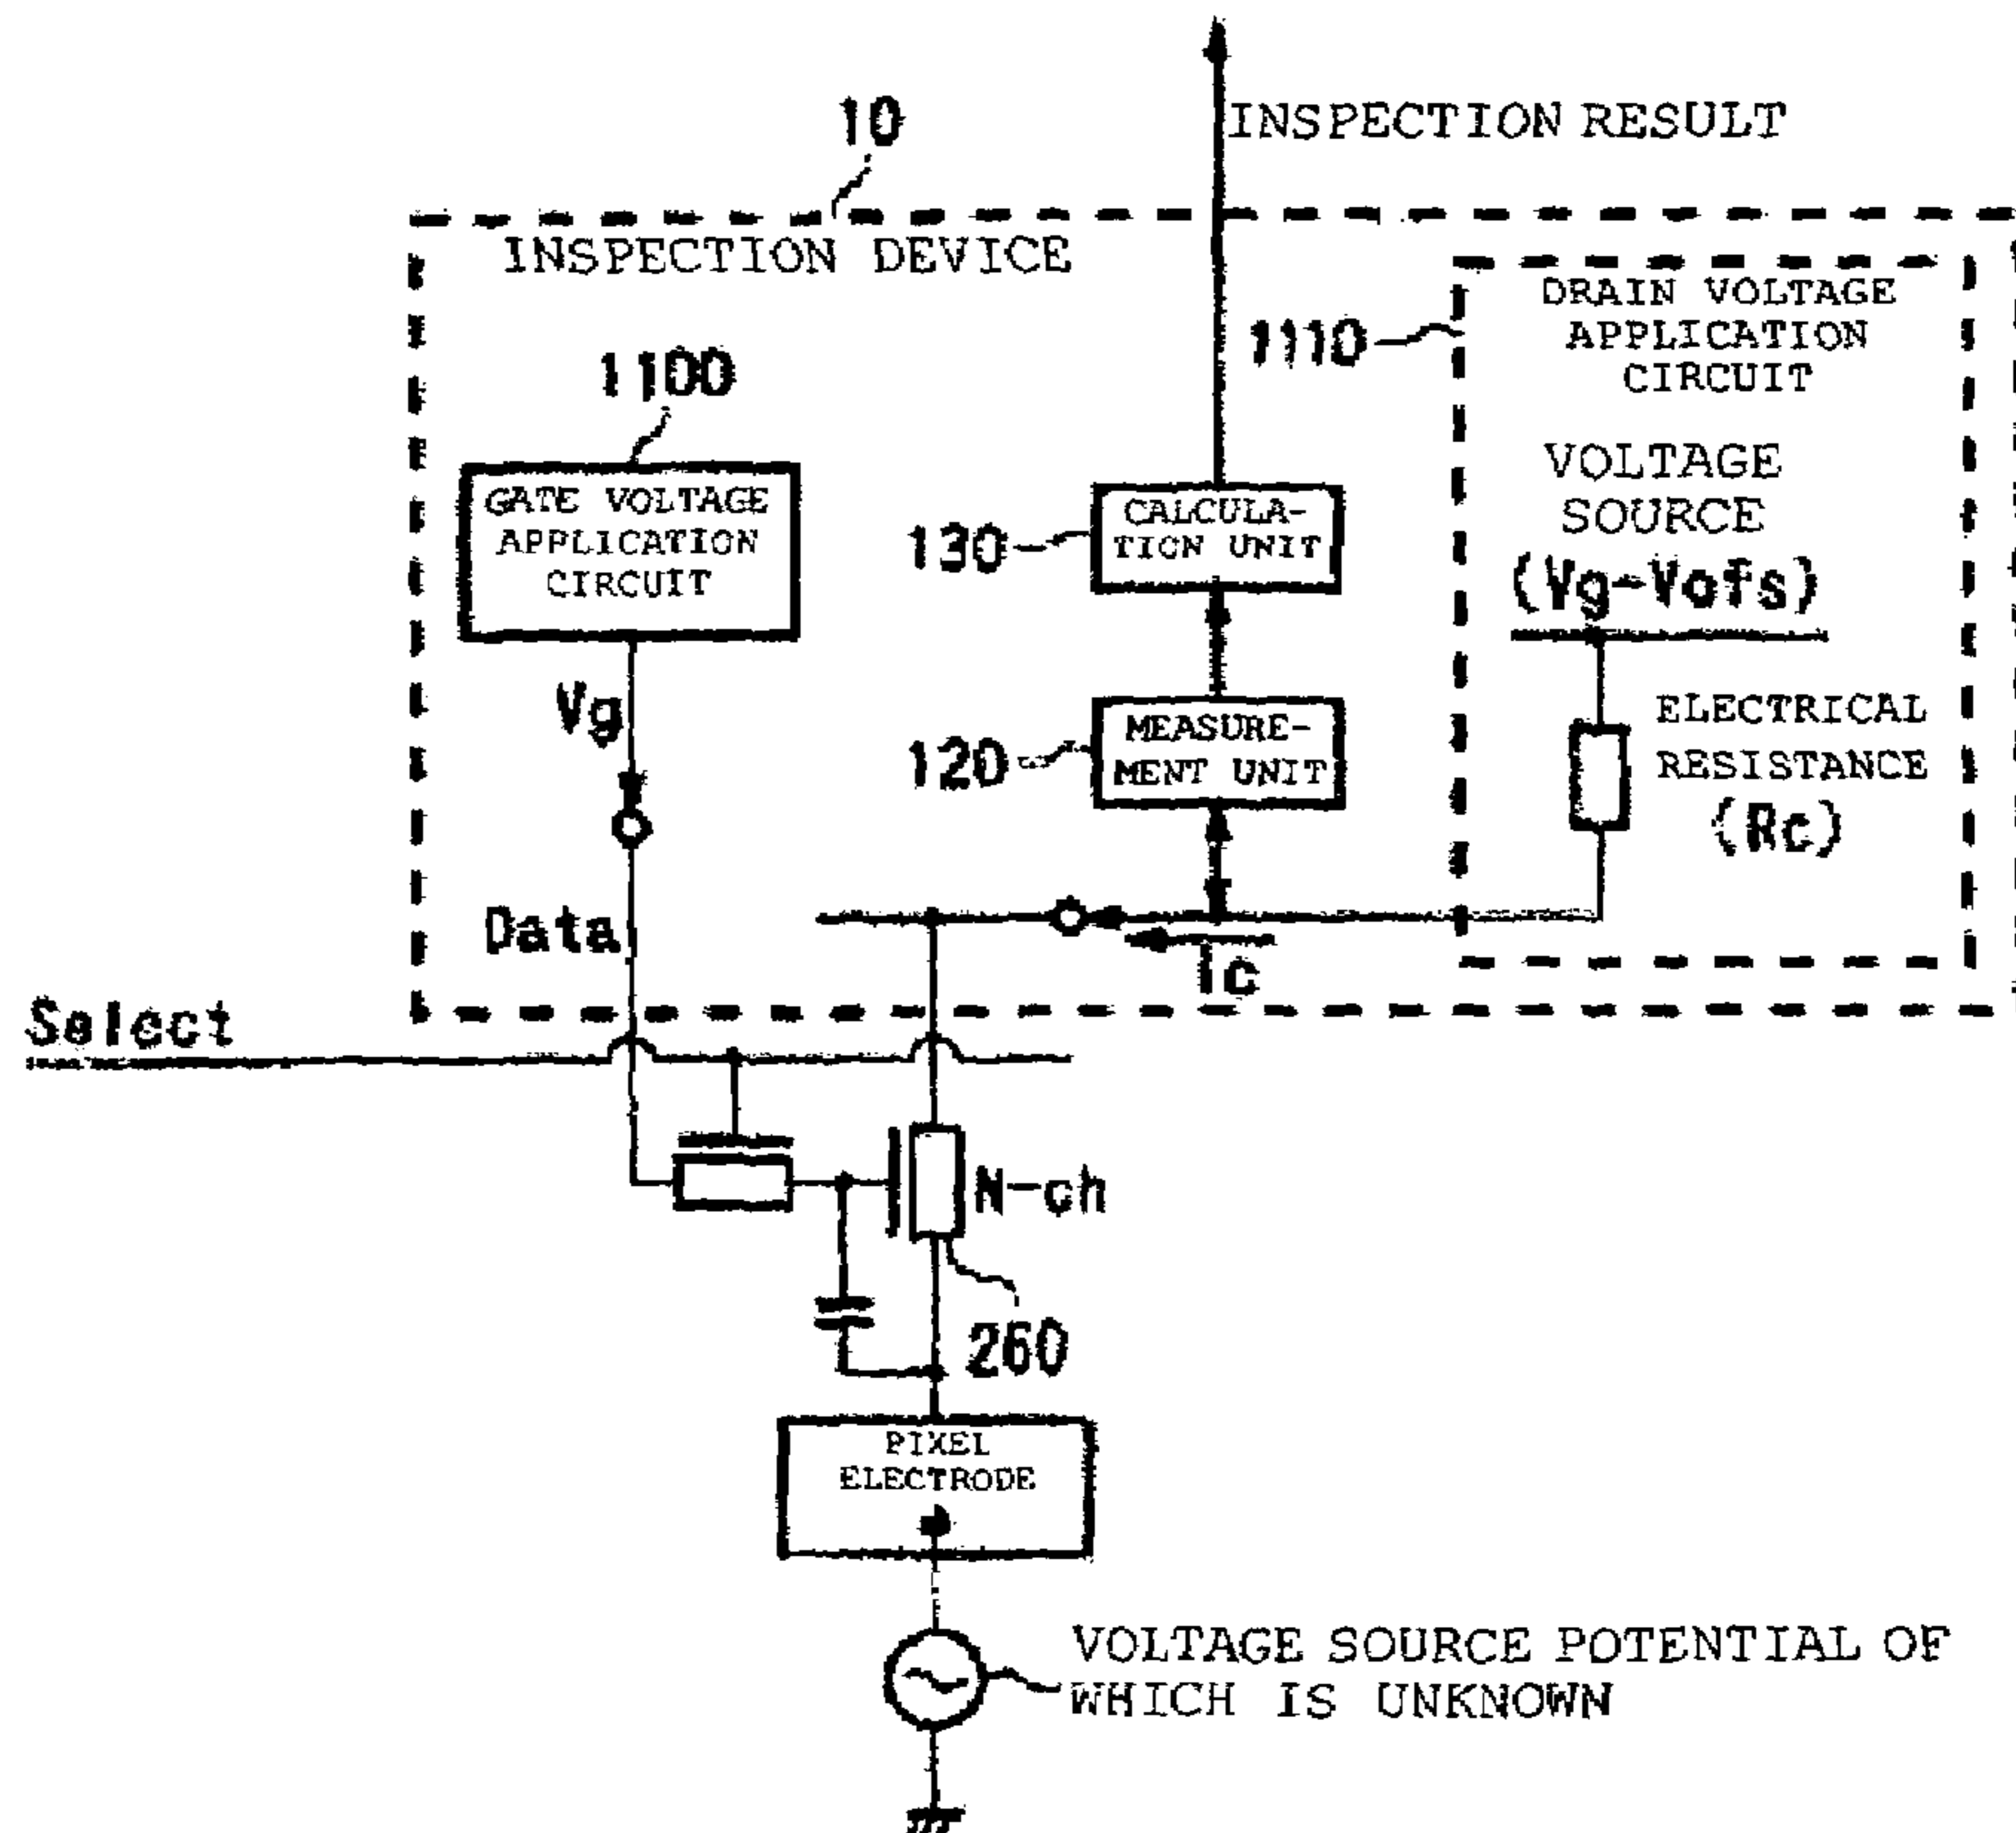 INSPECTION RESULT
10
INSPECTION DEVICE
1110
DRAIN VOLTAGE
APPLICATION
CIRCUIT
1100
GATE VOLTAGE
APPLICATION
CIRCUIT
VOLTAGE
SOURCE
(Vg-Vofs)
130
CALCULA-
TION UNIT
Vg
120
MEASURE-
MENT UNIT
ELECTRICAL
RESISTANCE
(Rc)
Data
Ic
Select
N-ch
260
PIXEL
ELECTRODE
VOLTAGE SOURCE POTENTIAL OF
WHICH IS UNKNOWN